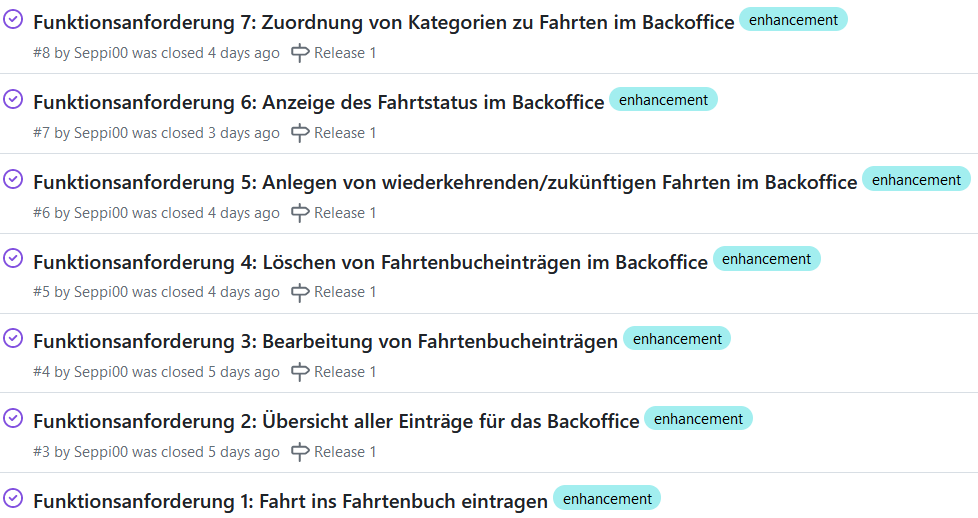 Funktionsanforderung 7: Zuordnung von Kategorien zu Fahrten im Backoffice enhancement
#8 by Seppi00 was closed 4 days ago Release 1
Funktionsanforderung 6: Anzeige des Fahrtstatus im Backoffice enhancement
#7 by Seppi00 was closed 3 days ago Release 1
Funktionsanforderung 5: Anlegen von wiederkehrenden/zukünftigen Fahrten im Backoffice enhancement
#6 by Seppi00 was closed 4 days ago Release 1
Funktionsanforderung 4: Löschen von Fahrtenbucheinträgen im Backoffice enhancement
#5 by Seppi00 was closed 4 days ago Release 1
Funktionsanforderung 3: Bearbeitung von Fahrtenbucheinträgen enhancement
#4 by Seppi00 was closed 5 days ago Release 1
Funktionsanforderung 2: Übersicht aller Einträge für das Backoffice enhancement
#3 by Seppi00 was closed 5 days ago Release 1
Funktionsanforderung 1: Fahrt ins Fahrtenbuch eintragen enhancement